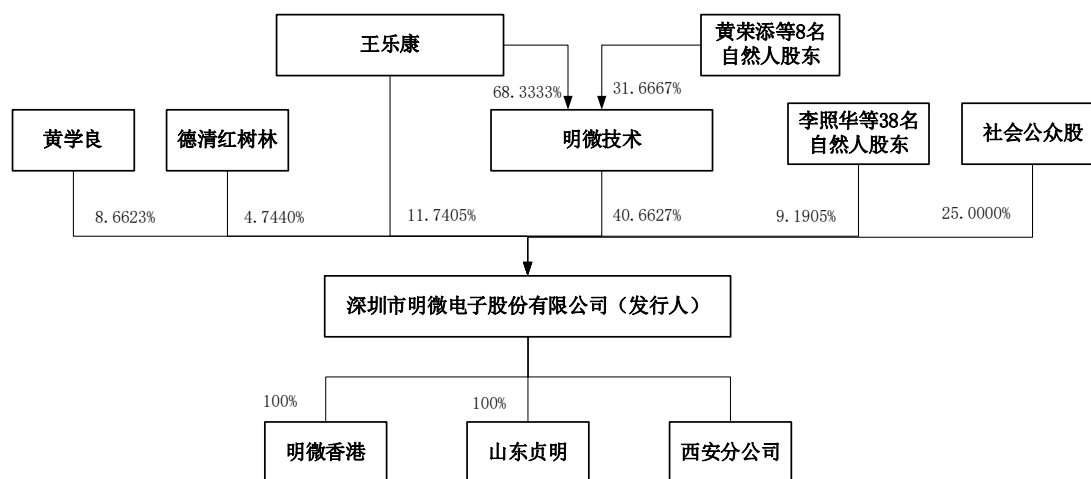 王乐康
黄荣添等8名
自然人股东
68.3333%
31.6667%
黄学良
德清红树林
明微技术
李照华等38名
自然人股东
社会公众股
8.6623%
4.7440%
11.7405%
40.6627%
9.1905%
25.0000%
深圳市明微电子股份有限公司（发行人）
100%
100%
明微香港
山东贞明
西安分公司